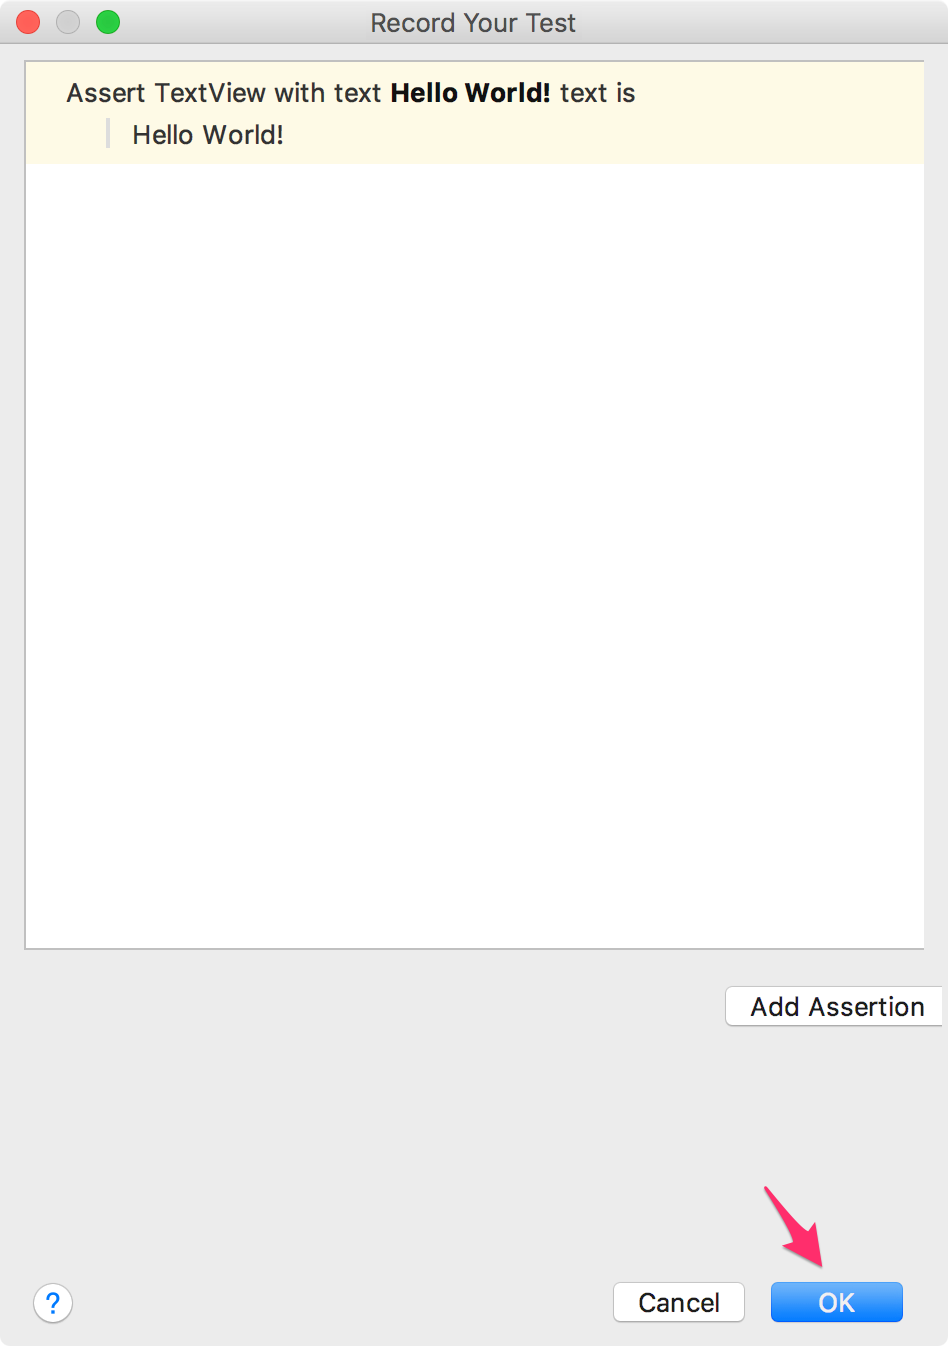 Record Your Test
Assert TextView with text Hello World! text is
Hello World!
Add Assertion
?
Cancel
OK